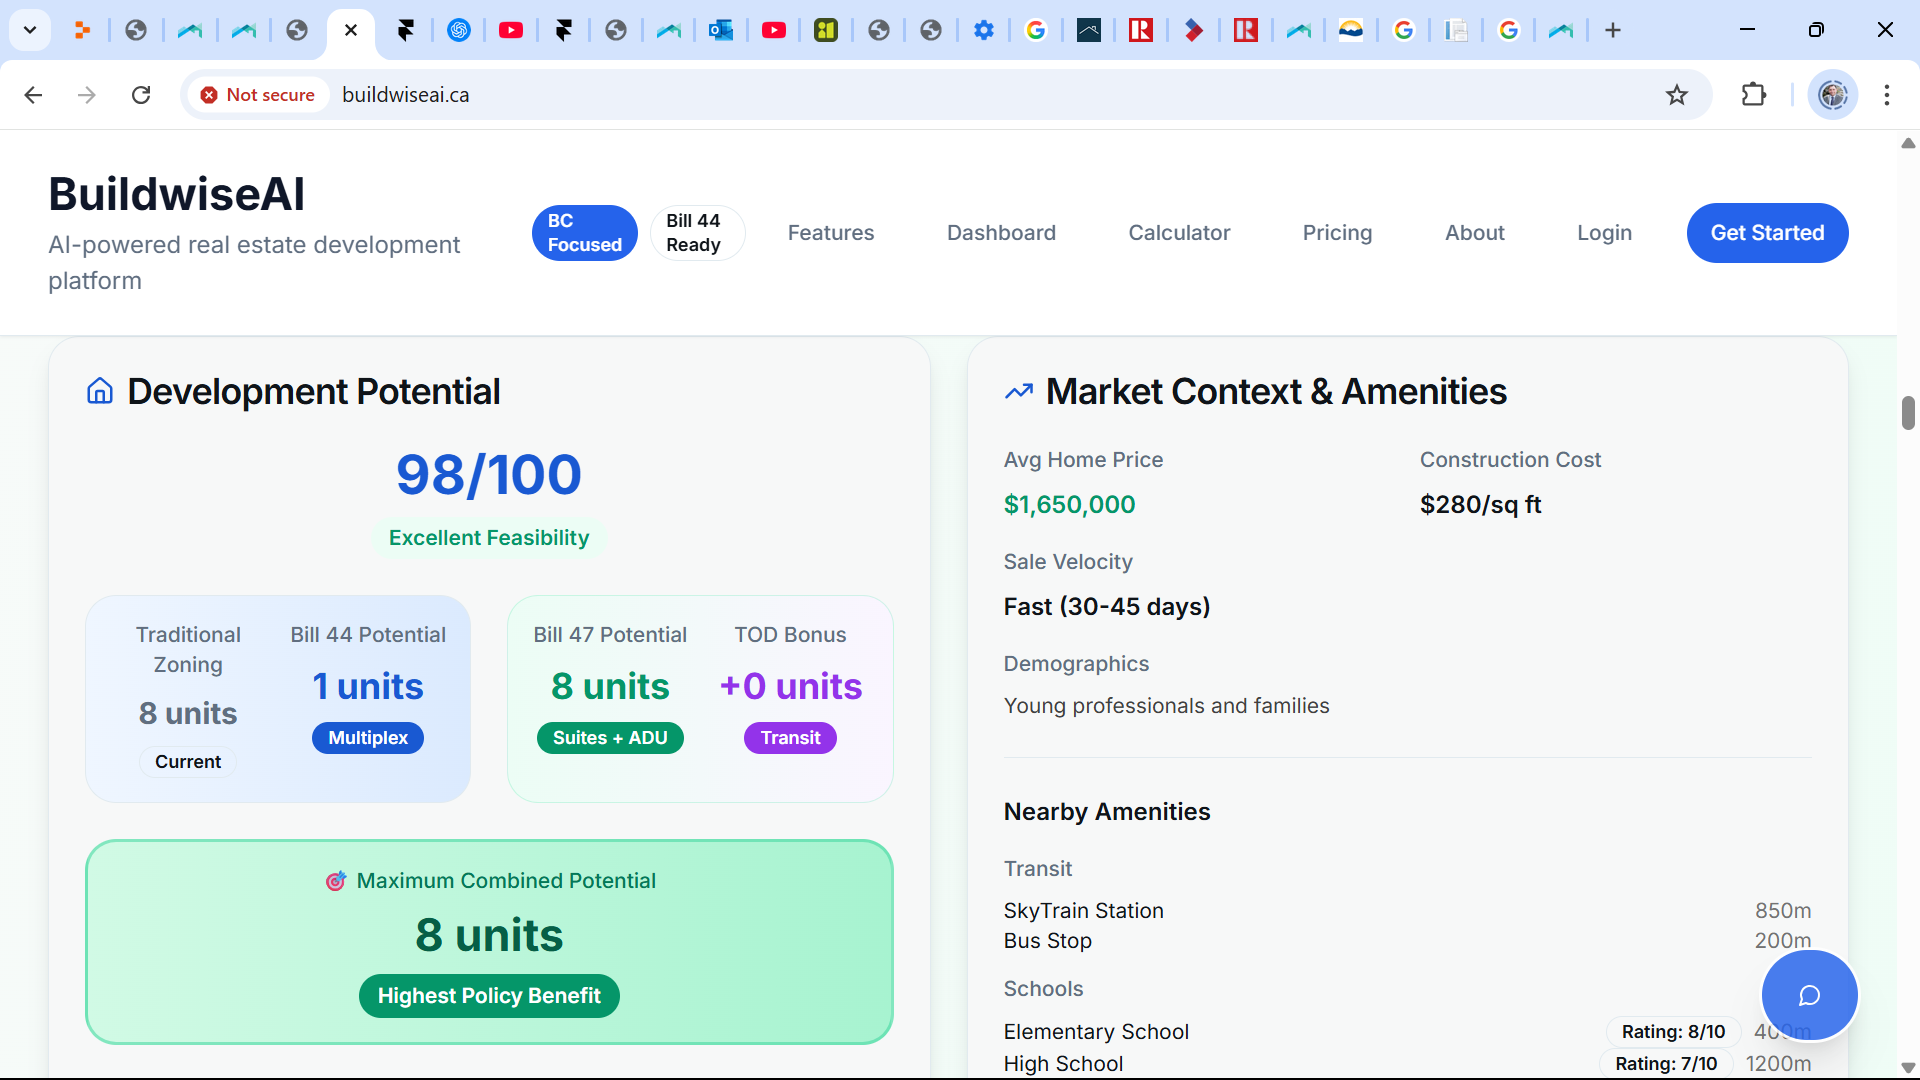 Not secure
buildwiseai.ca
BuildwiseAI
AI-powered real estate development
platform
BC
Focused
Bill 44
Ready
Features
Dashboard
Calculator
Pricing
About
Login
Get Started
Development Potential
98/100
Excellent Feasibility
Traditional
Zoning
8 units
Current
Bill 44 Potential
1 units
Multiplex
Bill 47 Potential
8 units
Suites + ADU
TOD Bonus
+0 units
Transit
Maximum Combined Potential
8 units
Highest Policy Benefit
Market Context & Amenities
Avg Home Price
$1,650,000
Construction Cost
$280/sq ft
Sale Velocity
Fast (30-45 days)
Demographics
Young professionals and families
Nearby Amenities
Transit
SkyTrain Station 850m
Bus Stop 200m
Schools
Elementary School Rating: 8/10 400m
High School Rating: 7/10 1200m